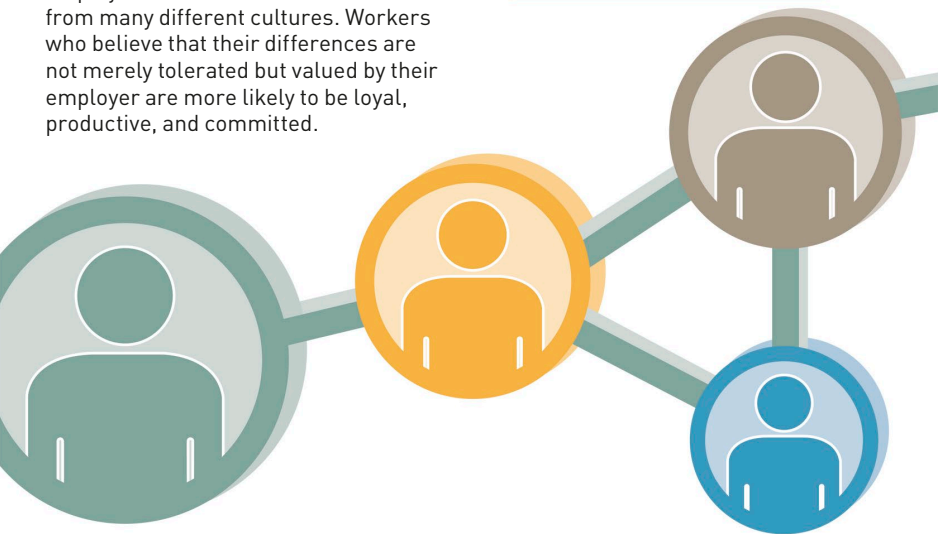 from many different cultures. Workers
who believe that their differences are
not merely tolerated but valued by their
employer are more likely to be loyal,
productive, and committed.